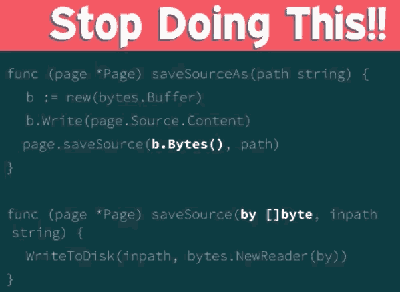 Stop Doing This!!
func (page *Page) saveSourceAs(path string) {
b := new(bytes.Buffer)
b.Write(page.Source.Content)
page.saveSource(b.Bytes(), path)
}
func (page *Page) saveSource(by []byte, inpath
string) {
WriteToDisk(inpath, bytes.NewReader(by))
}